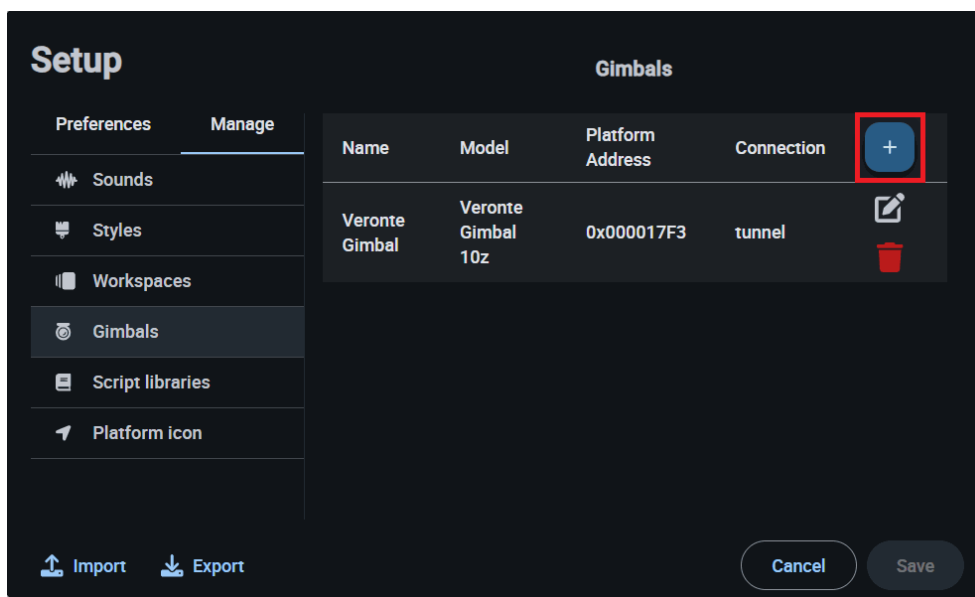 Setup
Gimbals
Preferences
Manage
Sounds
Styles
Workspaces
Gimbals
Script libraries
Platform icon
Name
Model
Platform
Address
Connection
+
Veronte
Gimbal
Veronte
Gimbal
10z
0x000017F3
tunnel
Import
Export
Cancel
Save